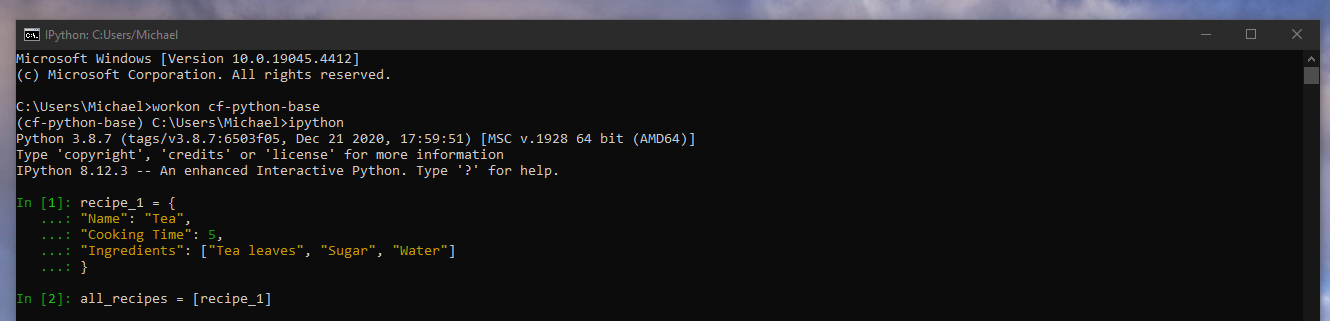 IPython: C:Users/Michael
Microsoft Windows [Version 10.0.19045.4412]
(c) Microsoft Corporation. All rights reserved.
C:\Users\Michael>workon cf-python-base
(cf-python-base) C:\Users\Michael>ipython
Python 3.8.7 (tags/v3.8.7:6503f05, Dec 21 2020, 17:59:51) [MSC v.1928 64 bit (AMD64)]
Type 'copyright', 'credits' or 'license' for more information
IPython 8.12.3 -- An enhanced Interactive Python. Type '?' for help.
In [1]: recipe_1 = {
   ...: "Name": "Tea",
   ...: "Cooking Time": 5,
   ...: "Ingredients": ["Tea leaves", "Sugar", "Water"]
   ...: }
In [2]: all_recipes = [recipe_1]